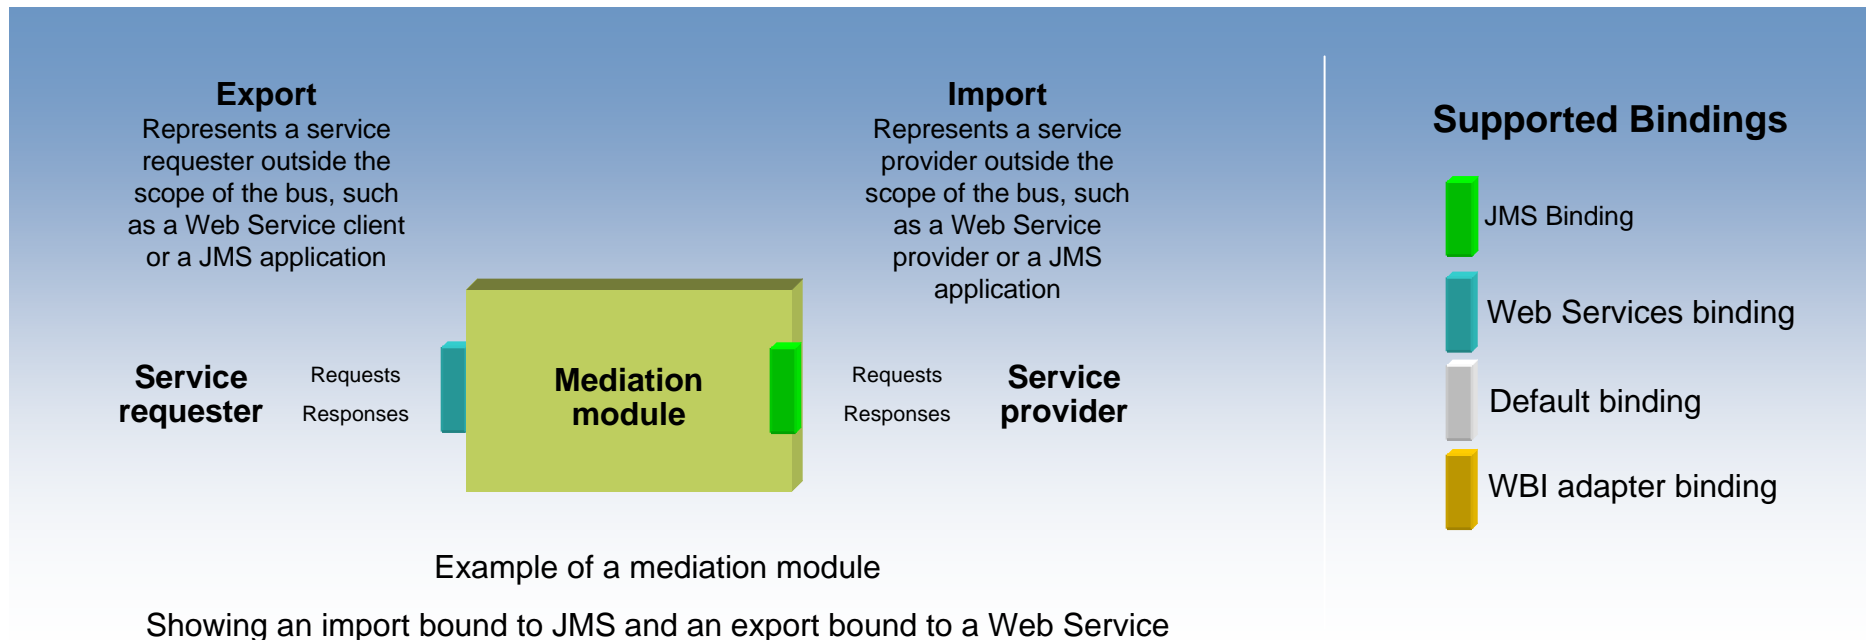 Export
Represents a service
requester outside the
scope of the bus, such
as a Web Service client
or a JMS application
Import
Represents a service
provider outside the
scope of the bus, such
as a Web Service
provider or a JMS
application
Service
requester
Requests
Responses
Mediation
module
Requests
Responses
Service
provider
Example of a mediation module
Showing an import bound to JMS and an export bound to a Web Service
Supported Bindings
JMS Binding
Web Services binding
Default binding
WBI adapter binding